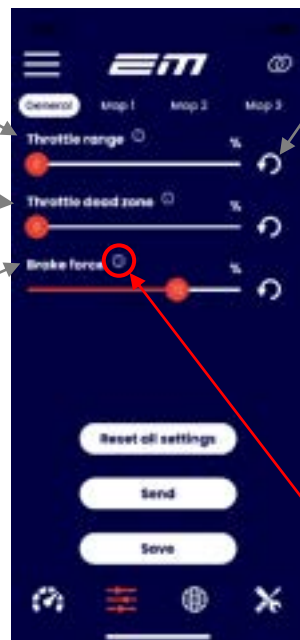 EM
General Map 1 Map 2 Map 3
Throttle range %
Throttle dead zone %
Brake force %
Reset all settings
Send
Save